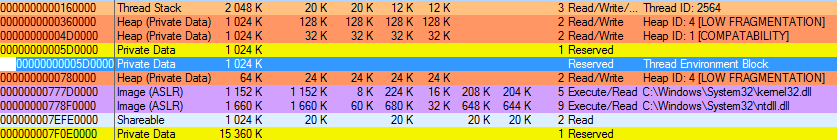 0000000000160000 Thread Stack 2 048 K 20 K 20 K 12 K 12 K 3 Read/Write/... Thread ID: 2564
0000000000360000 Heap (Private Data) 1 024 K 128 K 128 K 128 K 128 K 2 Read/Write Heap ID: 4 [LOW FRAGMENTATION]
00000000004D0000 Heap (Private Data) 1 024 K 32 K 32 K 32 K 32 K 2 Read/Write Heap ID: 1 [COMPATABILITY]
00000000005D0000 Private Data 1 024 K 1 Reserved
00000000005D0000 Private Data 1 024 K Reserved Thread Environment Block
0000000000780000 Heap (Private Data) 64 K 24 K 24 K 24 K 24 K 2 Read/Write Heap ID: 4 [LOW FRAGMENTATION]
00000000777D0000 Image (ASLR) 1 152 K 1 152 K 8 K 224 K 16 K 208 K 204 K 5 Execute/Read C:\Windows\System32\kernel32.dll
00000000778F0000 Image (ASLR) 1 660 K 1 660 K 60 K 680 K 32 K 648 K 644 K 9 Execute/Read C:\Windows\System32\ntdll.dll
000000007EFE0000 Shareable 1 024 K 20 K 20 K 20 K 20 K 2 Read
000000007F0E0000 Private Data 15 360 K 1 Reserved